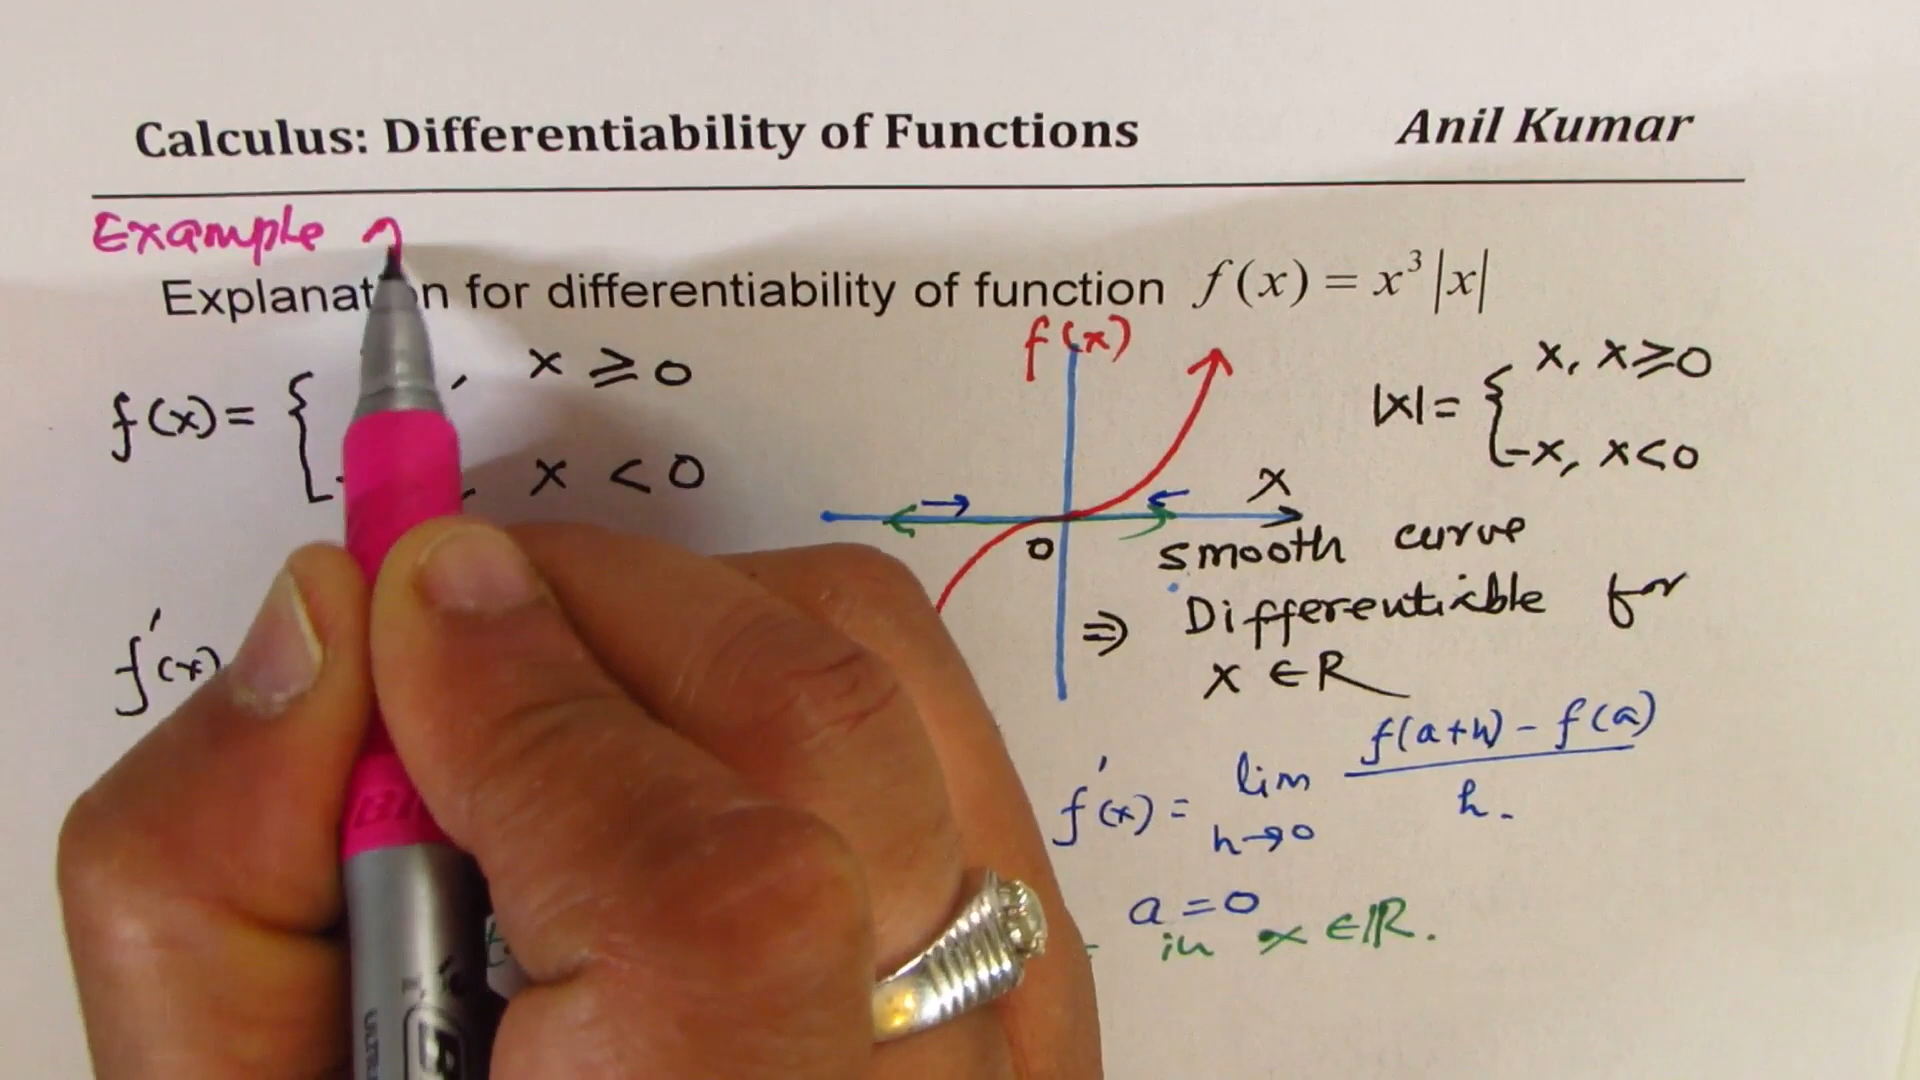 Calculus: Differentiability of Functions Anil Kumar
Example
Explanation for differentiability of function f(x) = x³|x|
f(x)
f(x) = { , x ≥ 0
, x < 0
|x| = { x, x ≥ 0
-x, x < 0
x
0
smooth curve
⇒ Differentiable for
x ∈ R
f'(x)
f'(x) = lim h→0 f(a+h) - f(a) / h.
a = 0
in x ∈ R.